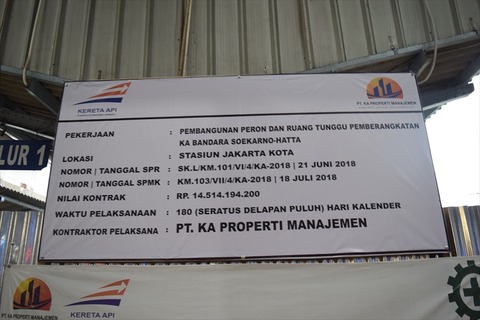 KERETA API
PT. KA PROPERTI MANAJEMEN
PEKERJAAN : PEMBANGUNAN PERON DAN RUANG TUNGGU PEMBERANGKATAN
KA BANDARA SOEKARNO-HATTA
LOKASI : STASIUN JAKARTA KOTA
NOMOR | TANGGAL SPR : SK.L/KM.101/VI/4/KA-2018 | 21 JUNI 2018
NOMOR | TANGGAL SPMK : KM.103/VII/4/KA-2018 | 18 JULI 2018
NILAI KONTRAK : RP. 14.514.194.200
WAKTU PELAKSANAAN : 180 (SERATUS DELAPAN PULUH) HARI KALENDER
KONTRAKTOR PELAKSANA : PT. KA PROPERTI MANAJEMEN
LUR 1
PT. KA PROPERTI MANAJEMEN
KERETA API